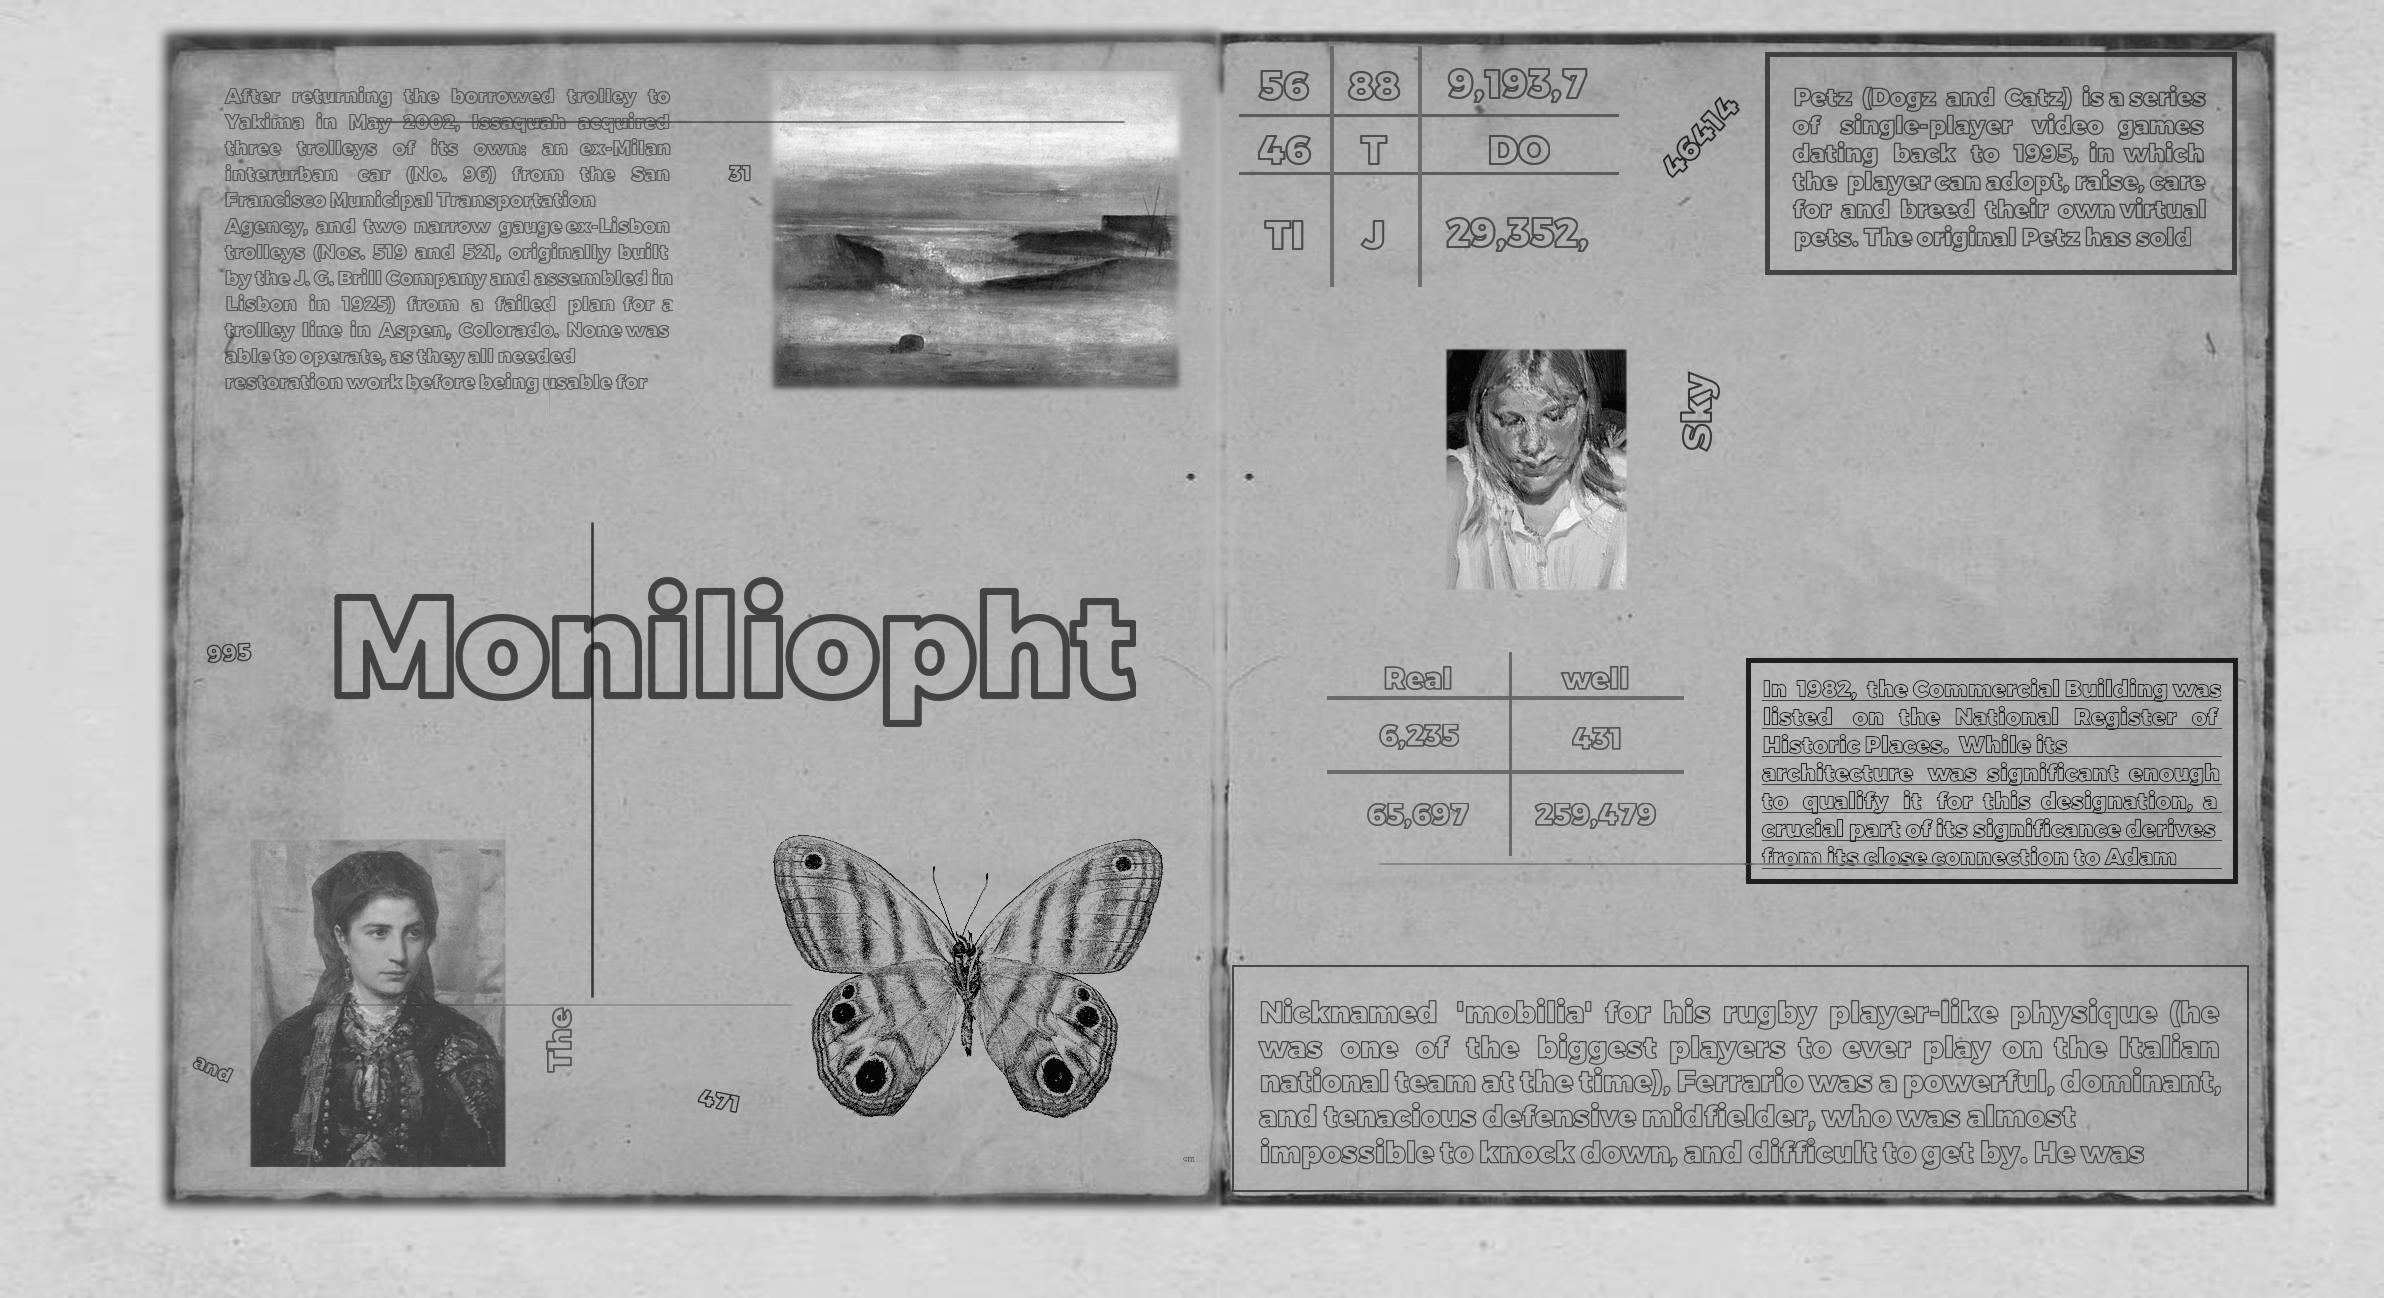 After returning the borrowed trolley to
Yakima in May 2002, Issaquah acquired
three trolleys of its own: an ex-Milan
interurban car (No. 96) from the San
Francisco Municipal Transportation
Agency, and two narrow gauge ex-Lisbon
trolleys (Nos. 519 and 521, originally built
by the J. G. Brill Company and assembled in
Lisbon in 1925) from a failed plan for a
trolley line in Aspen, Colorado. None was
able to operate, as they all needed
restoration work before being usable for
31
995
Moniliopht
and
The
471
cm
56 88 9,193,7
46 T DO
TI J 29,352,
46414
Petz (Dogz and Catz) is a series
of single-player video games
dating back to 1995, in which
the player can adopt, raise, care
for and breed their own virtual
pets. The original Petz has sold
Sky
Real well
6,235 431
65,697 259,479
In 1982, the Commercial Building was
listed on the National Register of
Historic Places. While its
architecture was significant enough
to qualify it for this designation, a
crucial part of its significance derives
from its close connection to Adam
Nicknamed 'mobilia' for his rugby player-like physique (he
was one of the biggest players to ever play on the Italian
national team at the time), Ferrario was a powerful, dominant,
and tenacious defensive midfielder, who was almost
impossible to knock down, and difficult to get by. He was